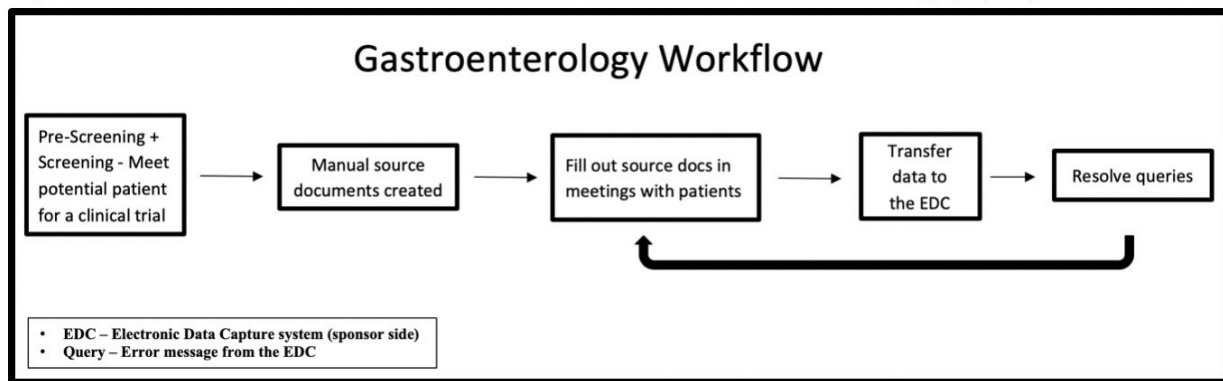 Gastroenterology Workflow
Pre-Screening +
Screening - Meet
potential patient
for a clinical trial
Manual source
documents created
Fill out source docs in
meetings with patients
Transfer
data to
the EDC
Resolve queries
• EDC – Electronic Data Capture system (sponsor side)
• Query – Error message from the EDC